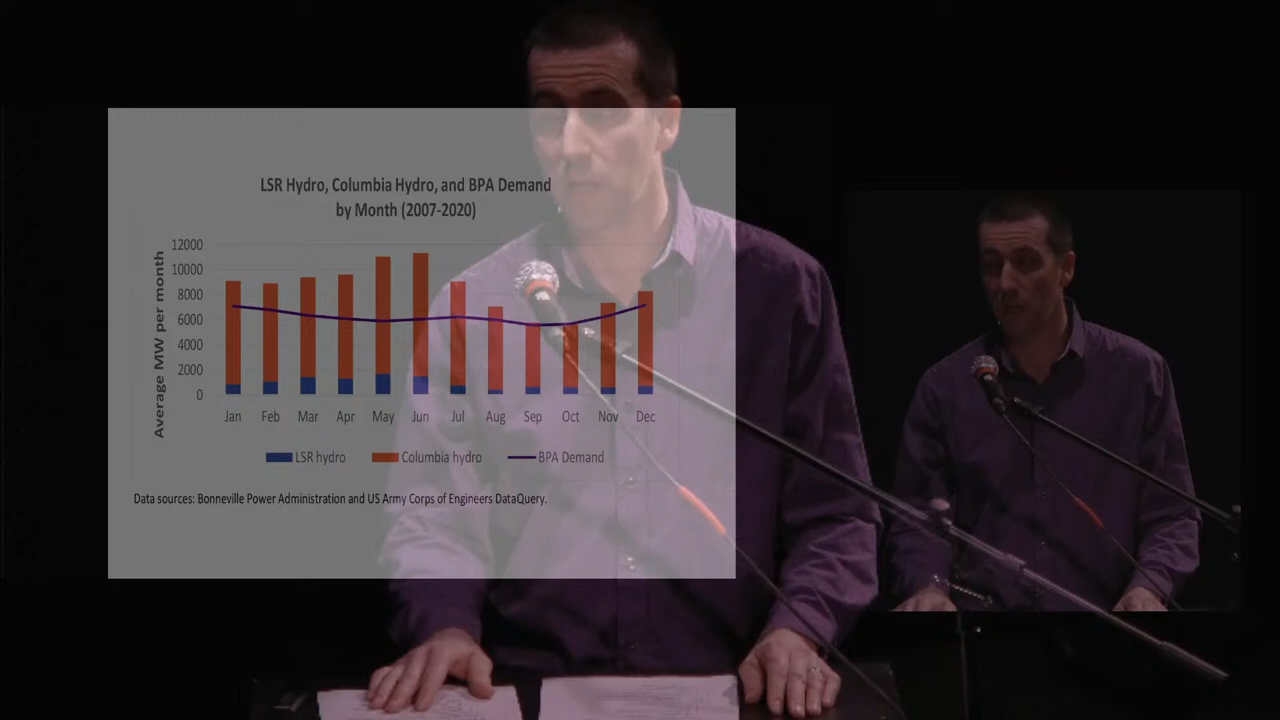 LSR Hydro, Columbia Hydro, and BPA Demand
by Month (2007-2020)
Average MW per month
12000
10000
8000
6000
4000
2000
0
Jan Feb Mar Apr May Jun Jul Aug Sep Oct Nov Dec
LSR hydro Columbia hydro BPA Demand
Data sources: Bonneville Power Administration and US Army Corps of Engineers DataQuery.